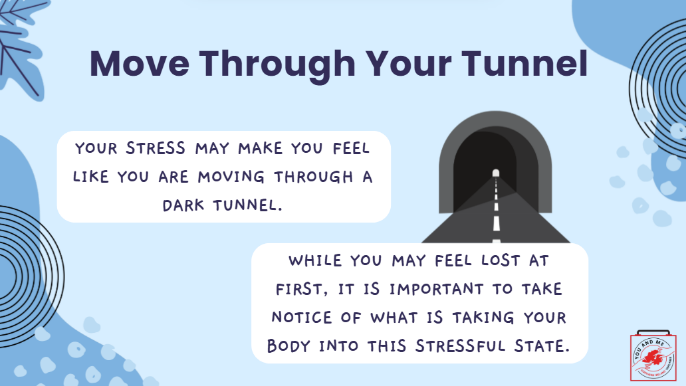 Move Through Your Tunnel
YOUR STRESS MAY MAKE YOU FEEL
LIKE YOU ARE MOVING THROUGH A
DARK TUNNEL.
WHILE YOU MAY FEEL LOST AT
FIRST, IT IS IMPORTANT TO TAKE
NOTICE OF WHAT IS TAKING YOUR
BODY INTO THIS STRESSFUL STATE.
YOU AND ME